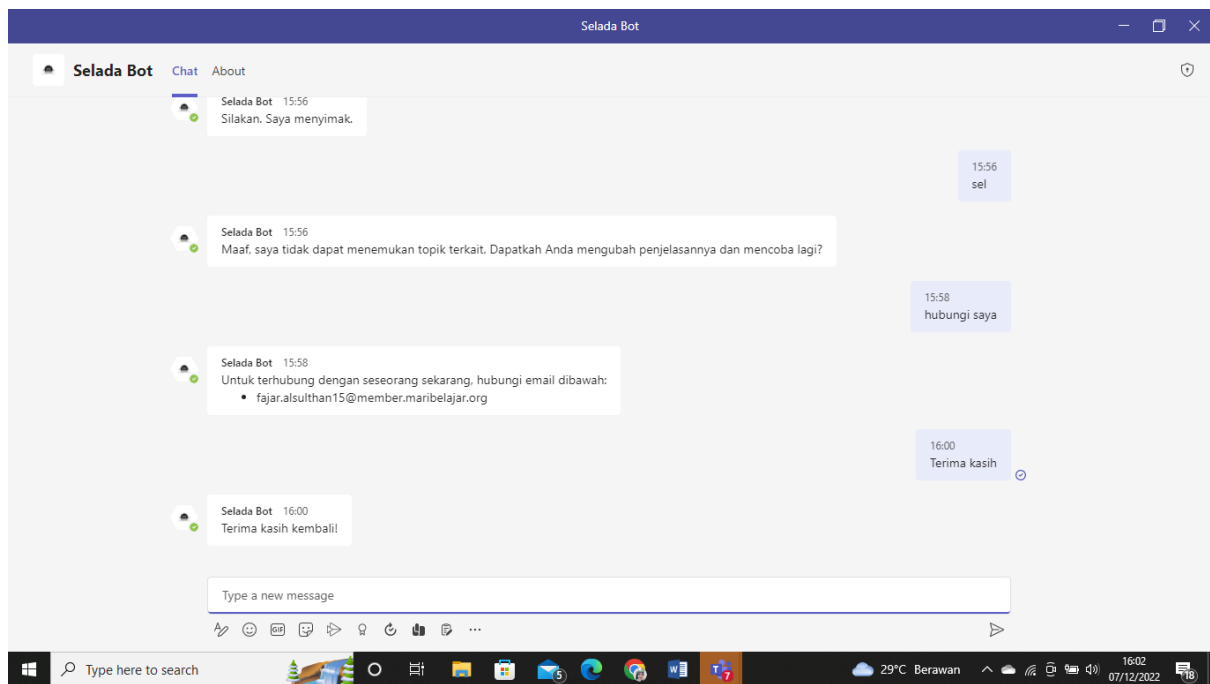 Selada Bot
Selada Bot Chat About
Selada Bot 15:56
Silakan. Saya menyimak.
15:56
sel
Selada Bot 15:56
Maaf, saya tidak dapat menemukan topik terkait. Dapatkah Anda mengubah penjelasannya dan mencoba lagi?
15:58
hubungi saya
Selada Bot 15:58
Untuk terhubung dengan seseorang sekarang, hubungi email dibawah:
• fajar.alsulthan15@member.maribelajar.org
16:00
Terima kasih
Selada Bot 16:00
Terima kasih kembali!
Type a new message
GIF
Type here to search
5
W
T 7
29°C Berawan
16:02
07/12/2022
18